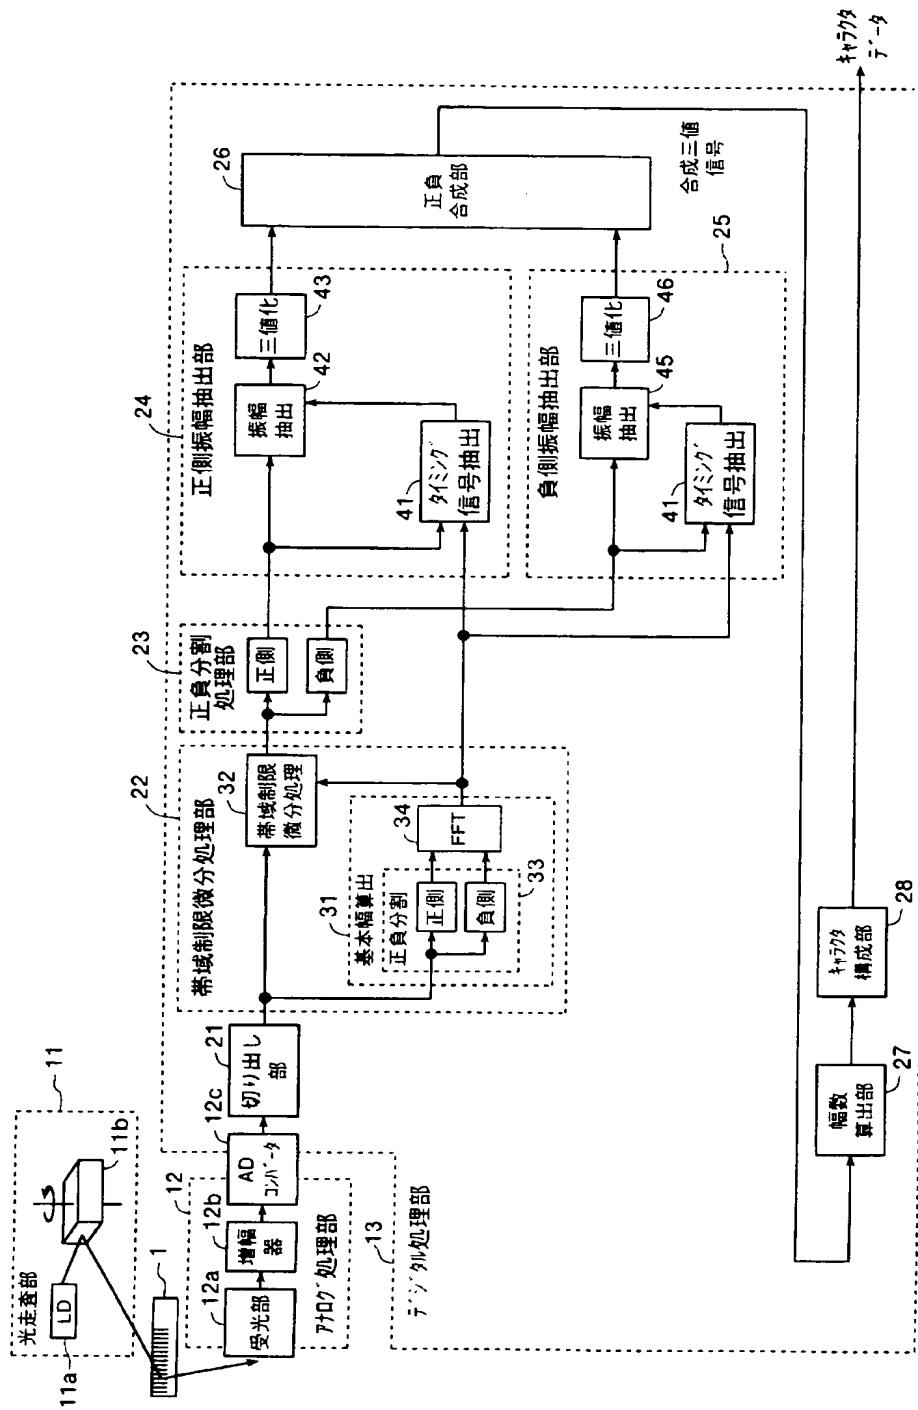 光走査部
11
11a
LD
11b
1
12
12a
受光部
12b
増幅器
12c
AD
コンバータ
アナログ処理部
13
デジタル処理部
21
切り出し部
22
帯域制限微分処理部
32
帯域制限
微分処理
31
基本幅算出
正負分割
正側
負側
33
34
FFT
23
正負分割
処理部
正側
負側
24
正側振幅抽出部
41
タイミング
信号抽出
42
振幅
抽出
43
三値化
25
負側振幅抽出部
41
タイミング
信号抽出
45
振幅
抽出
46
三値化
26
正負
合成部
合成三値
信号
27
幅数
算出部
28
キャラクタ
構成部
キャラクタ
データ